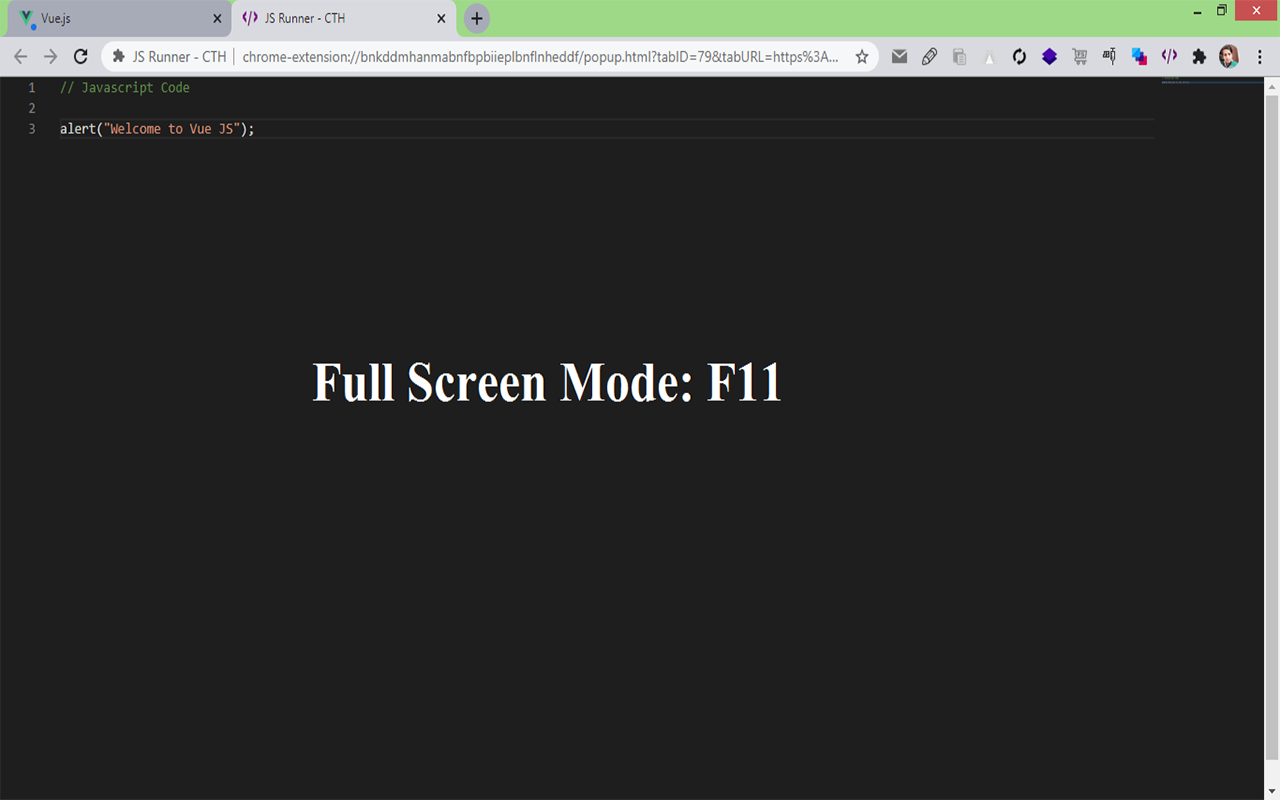 Vue.js
JS Runner - CTH
JS Runner - CTH
chrome-extension://bnkddmhanmabnfbpbiieplbnflnheddf/popup.html?tabID=79&tabURL=https%3A...
1 // Javascript Code
2
3 alert("Welcome to Vue JS");
Full Screen Mode: F11